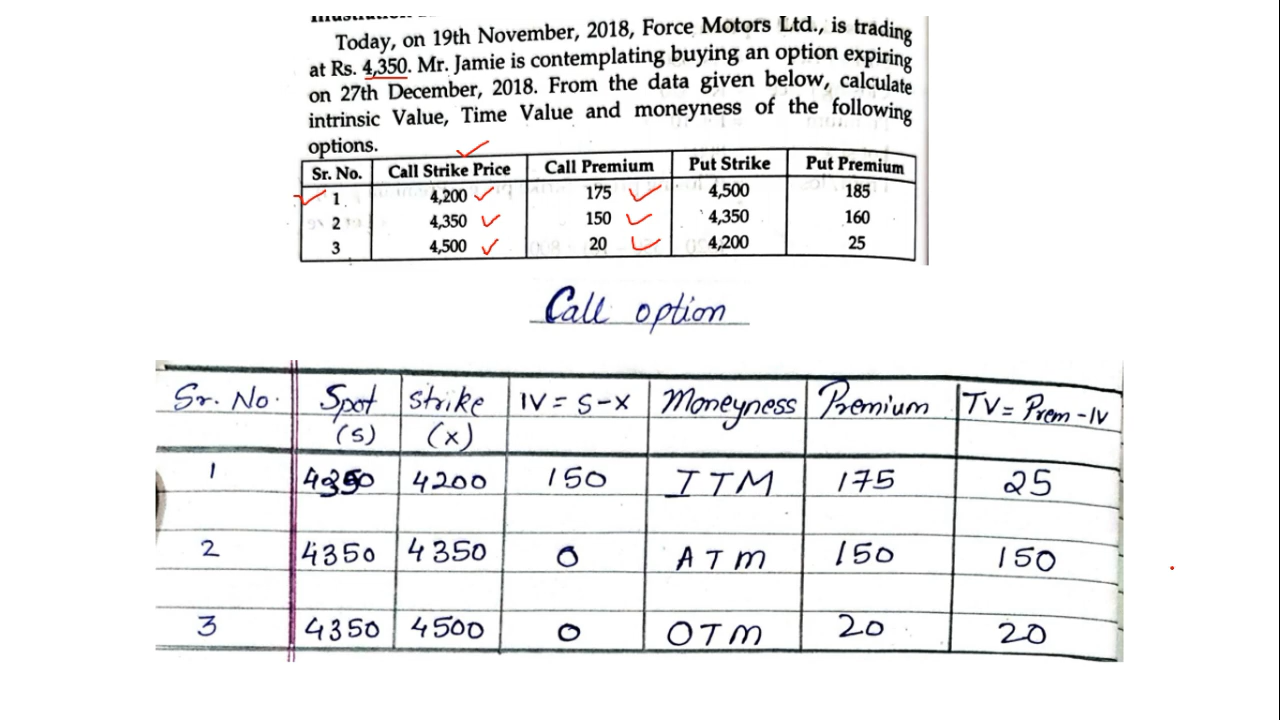 Today, on 19th November, 2018, Force Motors Ltd., is trading
at Rs. 4,350. Mr. Jamie is contemplating buying an option expiring
on 27th December, 2018. From the data given below, calculate
intrinsic Value, Time Value and moneyness of the following
options.
Sr. No. Call Strike Price Call Premium Put Strike Put Premium
1 4,200 175 4,500 185
2 4,350 150 4,350 160
3 4,500 20 4,200 25
Call option
Sr. No. Spot (S) strike (x) IV = S-X Moneyness Premium TV = Prem - IV
1 4350 4200 150 ITM 175 25
2 4350 4350 0 ATM 150 150
3 4350 4500 0 OTM 20 20